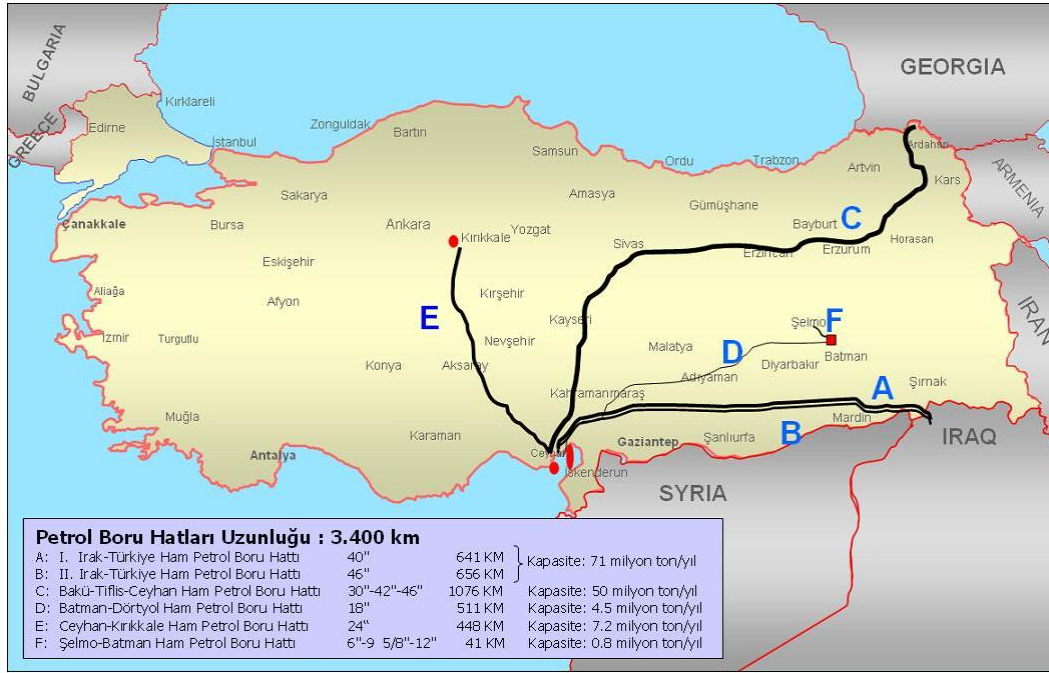 BULGARIA
GEORGIA
Kırklareli
Edirne
GREECE
İstanbul
Zonguldak
Bartın
Samsun
Ordu
Trabzon
Artvin
Ardahan
Kars
ARMENIA
Çanakkale
Bursa
Sakarya
Ankara
Kırıkkale
Yozgat
Amasya
Gümüşhane
Bayburt
C
Sivas
Erzincan
Erzurum
Horasan
Eskişehir
Aliağa
Afyon
Kırşehir
IRAN
İzmir
Turgutlu
E
Kayseri
Nevşehir
Şelmo
F
Malatya
D
Batman
Diyarbakır
Konya
Aksaray
Adıyaman
Kahramanmaraş
A
Şırnak
Muğla
Karaman
Mardin
B
Şanlıurfa
Gaziantep
IRAQ
Antalya
Ceyhan
İskenderun
SYRIA
Petrol Boru Hatları Uzunluğu : 3.400 km
A: I. Irak-Türkiye Ham Petrol Boru Hattı 40" 641 KM
Kapasite: 71 milyon ton/yıl
B: II. Irak-Türkiye Ham Petrol Boru Hattı 46" 656 KM
C: Bakü-Tiflis-Ceyhan Ham Petrol Boru Hattı 30"-42"-46" 1076 KM Kapasite: 50 milyon ton/yıl
D: Batman-Dörtyol Ham Petrol Boru Hattı 18" 511 KM Kapasite: 4.5 milyon ton/yıl
E: Ceyhan-Kırıkkale Ham Petrol Boru Hattı 24" 448 KM Kapasite: 7.2 milyon ton/yıl
F: Şelmo-Batman Ham Petrol Boru Hattı 6"-9 5/8"-12" 41 KM Kapasite: 0.8 milyon ton/yıl